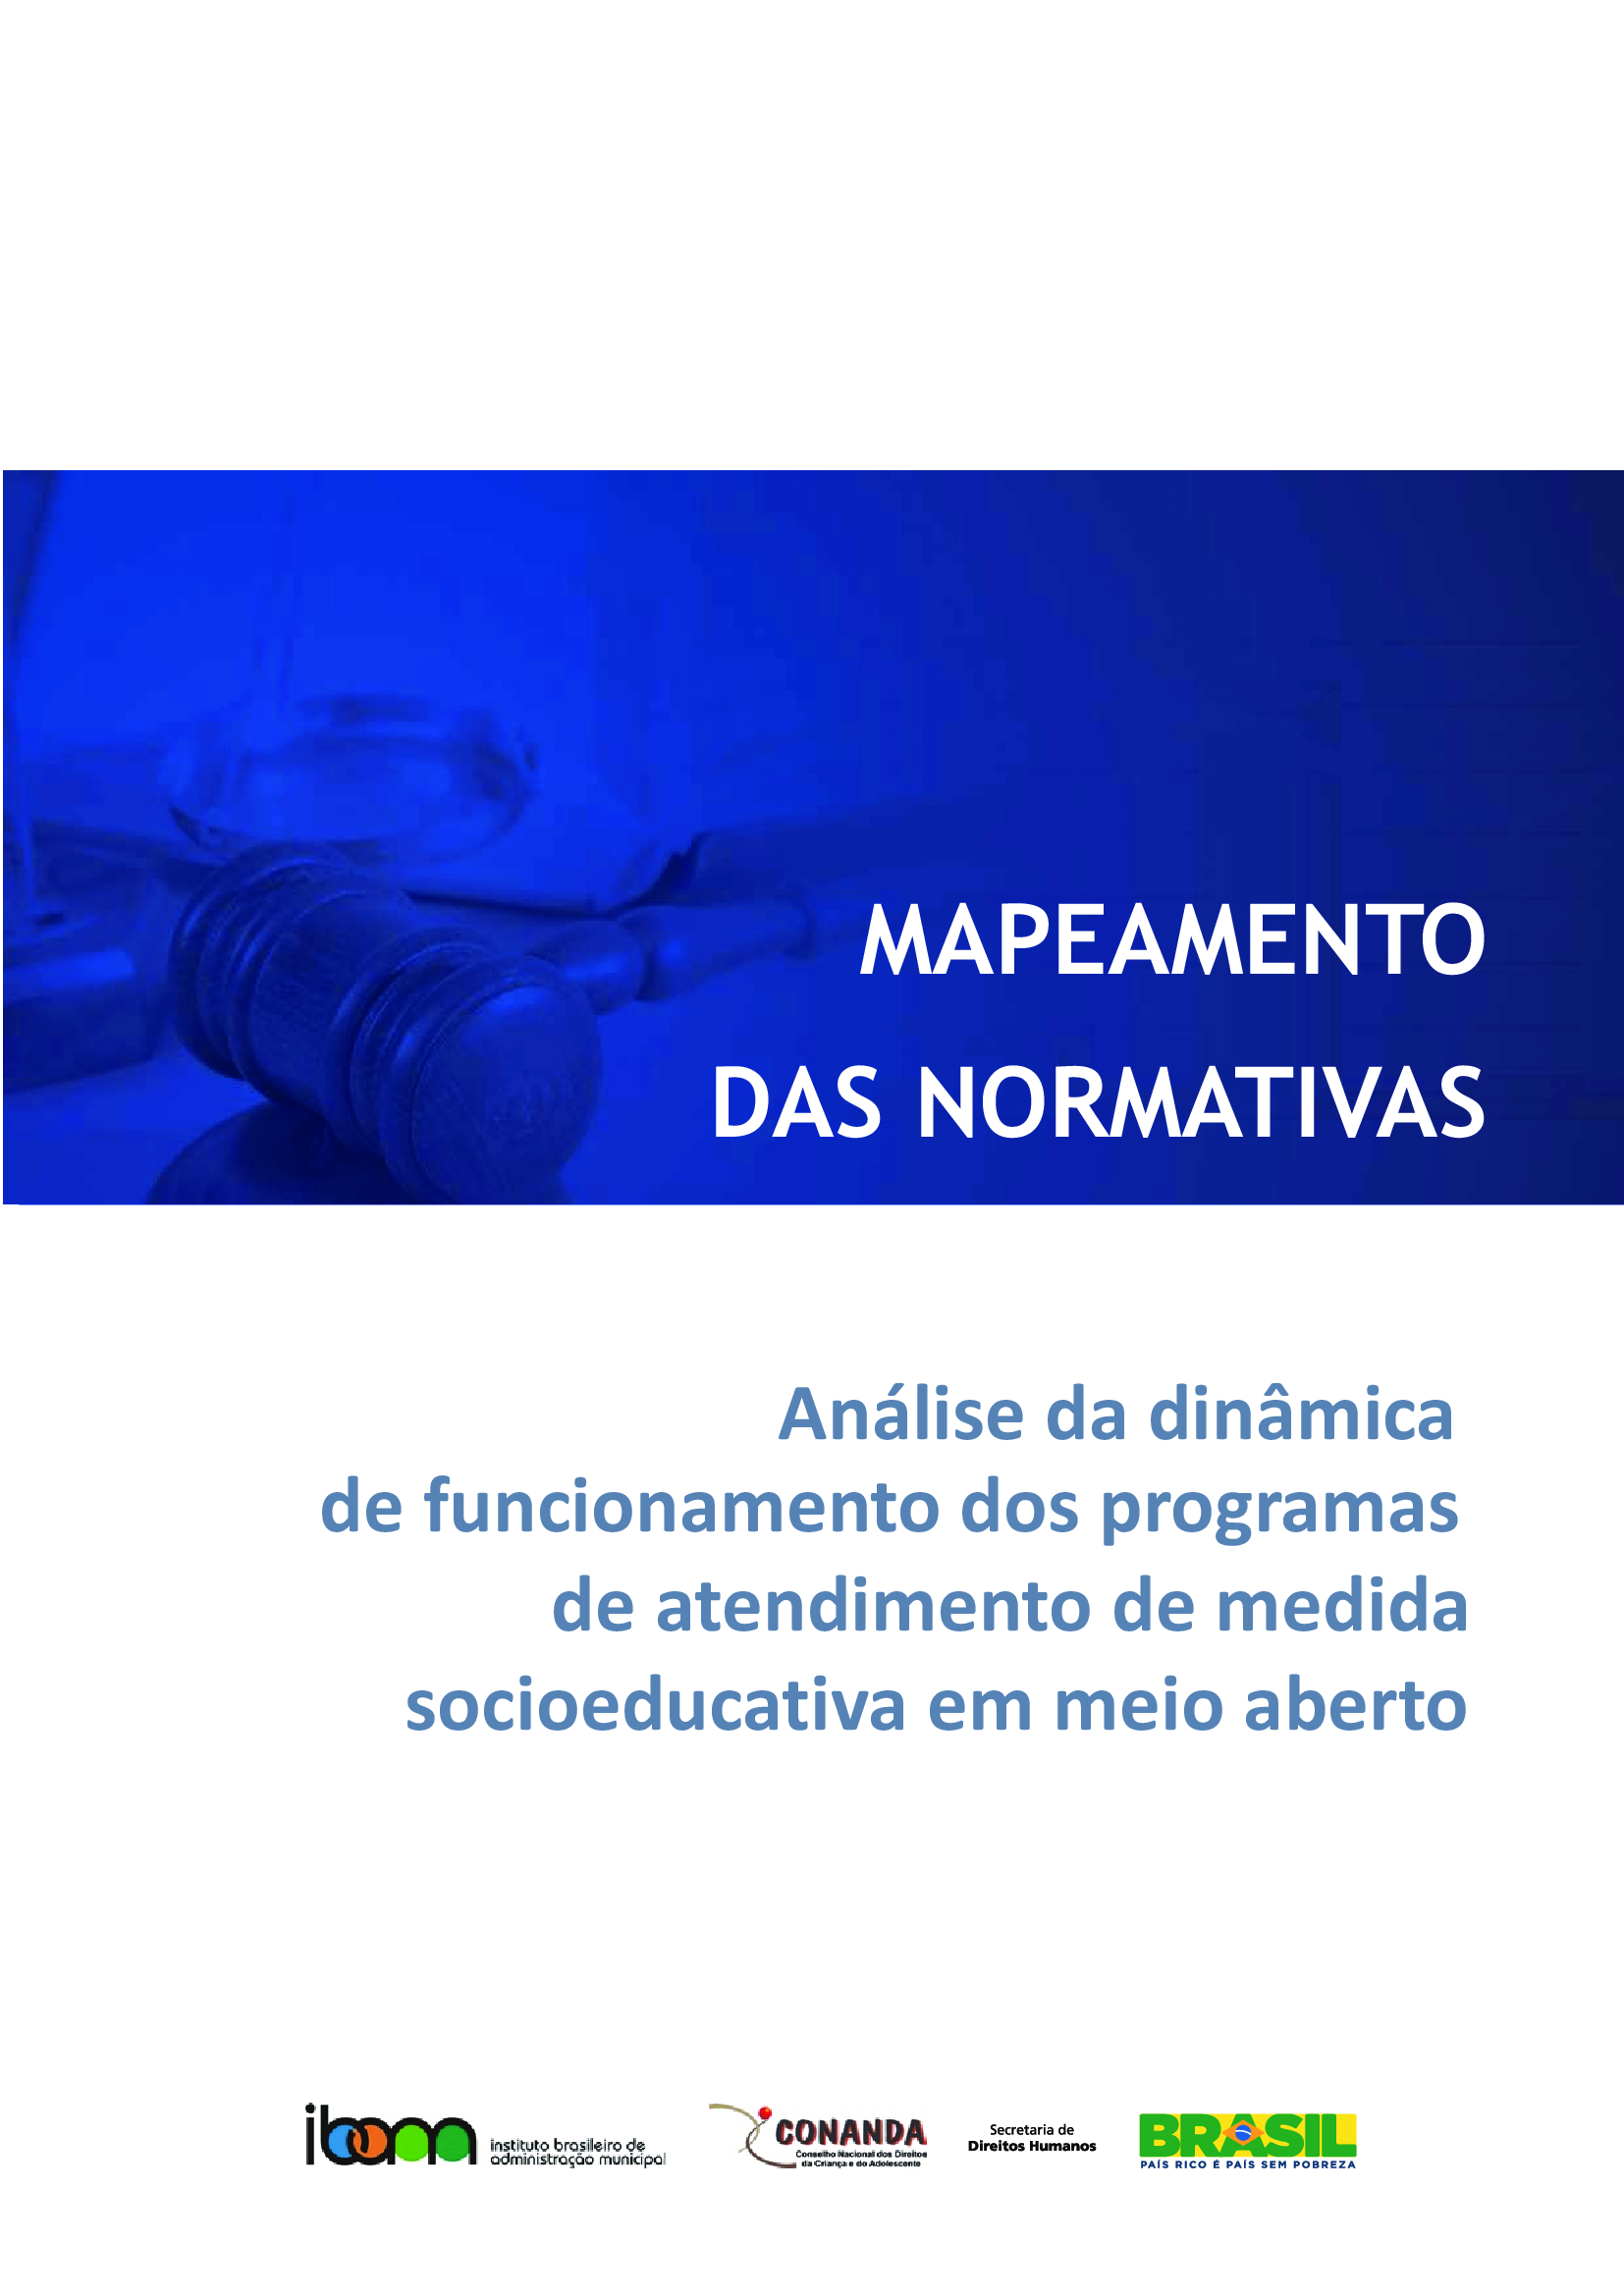 MAPEAMENTO
DAS NORMATIVAS
Análise da dinâmica
de funcionamento dos programas
de atendimento de medida
socioeducativa em meio aberto
ibam
instituto brasileiro de
administração municipal
CONANDA
Conselho Nacional dos Direitos
da Criança e do Adolescente
Secretaria de
Direitos Humanos
BRASIL
PAÍS RICO É PAÍS SEM POBREZA